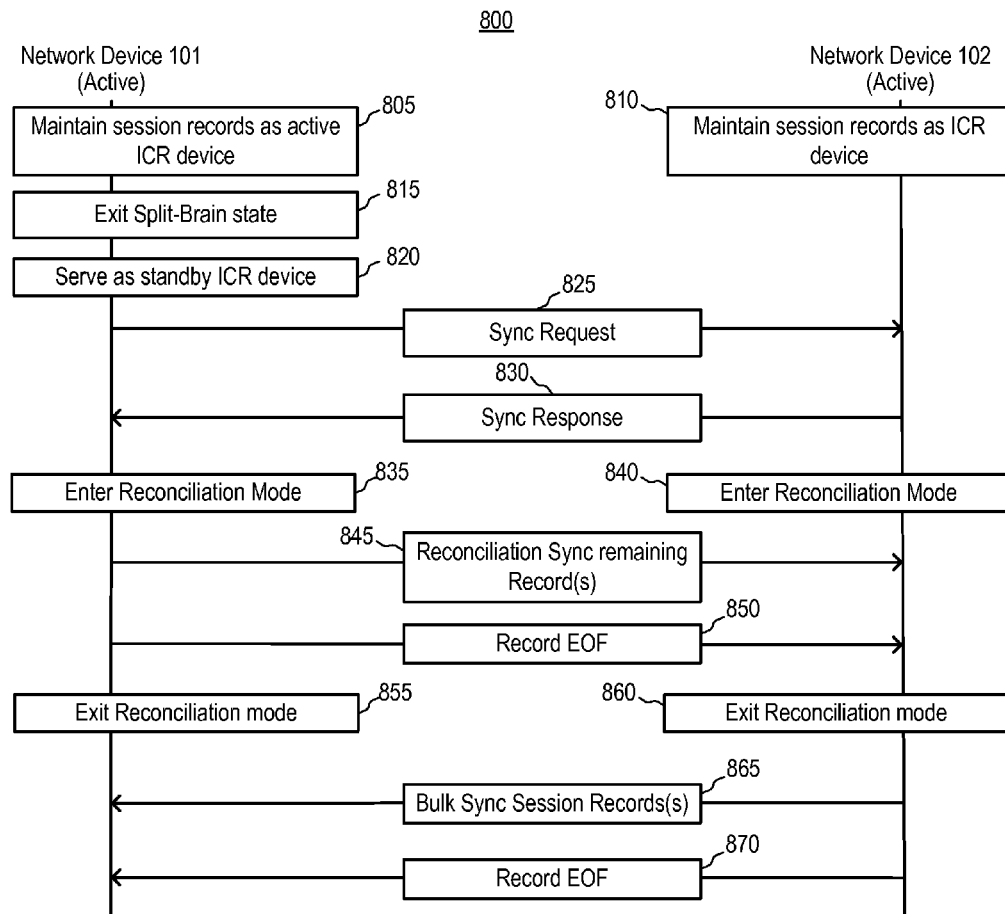 800
Network Device 101
(Active)
Network Device 102
(Active)
805
Maintain session records as active
ICR device
810
Maintain session records as ICR
device
815
Exit Split-Brain state
820
Serve as standby ICR device
825
Sync Request
830
Sync Response
835
Enter Reconciliation Mode
840
Enter Reconciliation Mode
845
Reconciliation Sync remaining
Record(s)
850
Record EOF
855
Exit Reconciliation mode
860
Exit Reconciliation mode
865
Bulk Sync Session Records(s)
870
Record EOF